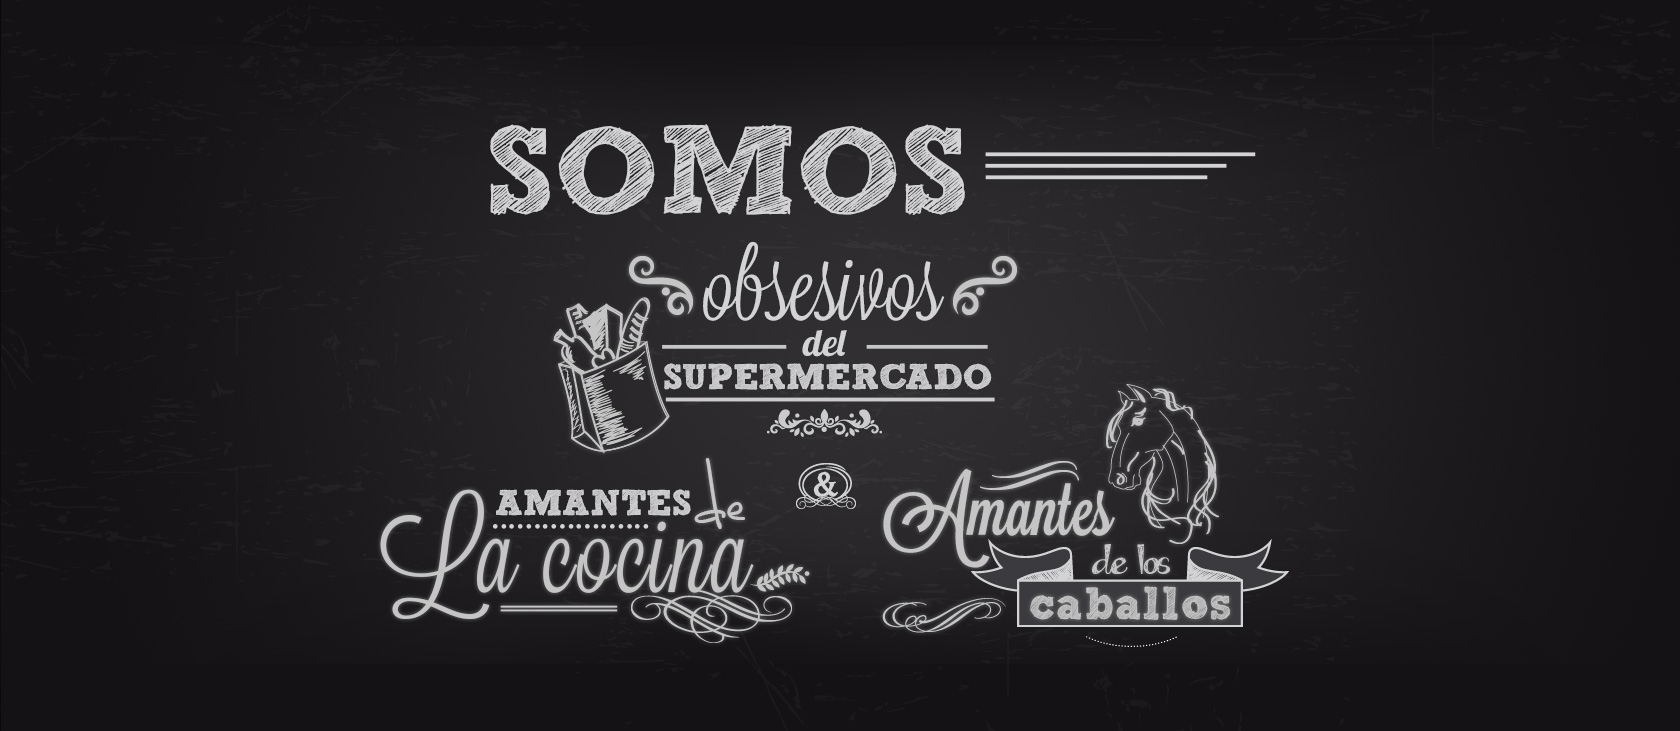 SOMOS
obsesivos
del
SUPERMERCADO
&
AMANTES de
La cocina
Amantes
de los
caballos